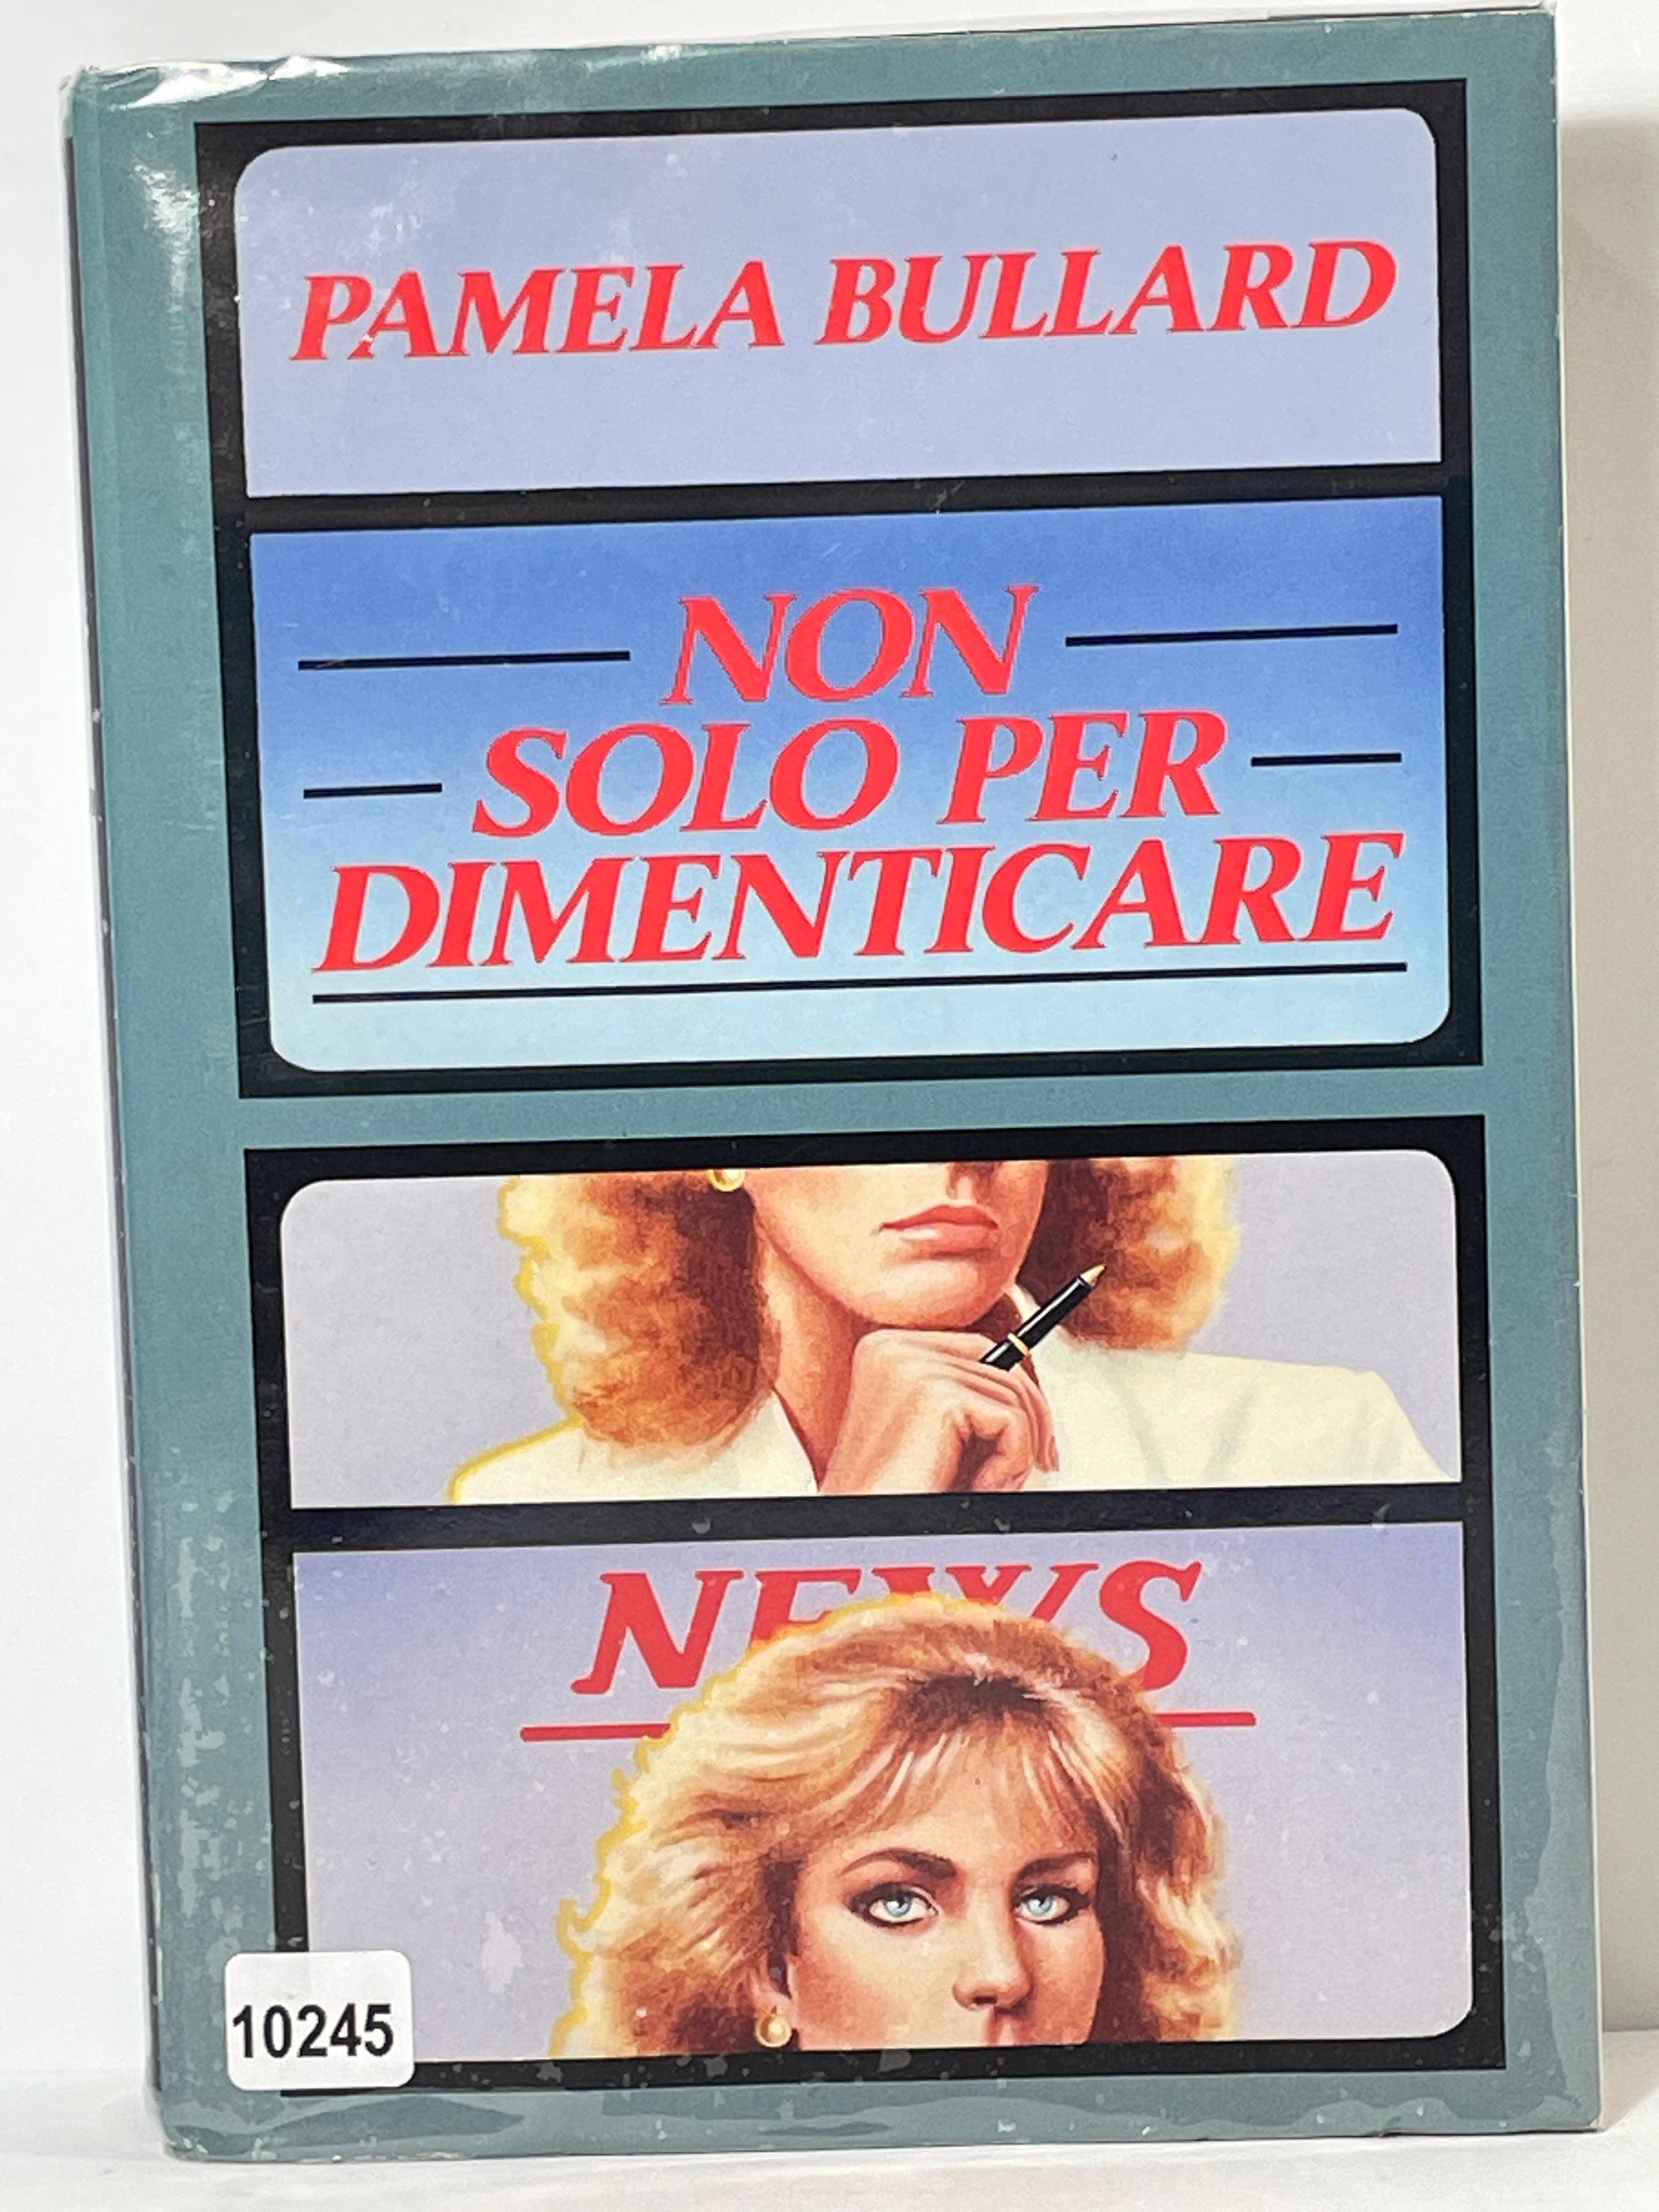 PAMELA BULLARD
NON
SOLO PER
DIMENTICARE
NEWS
10245